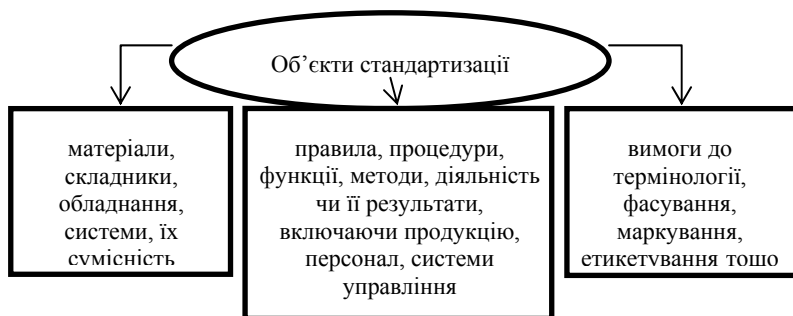 Об’єкти стандартизації
матеріали,
складники,
обладнання,
системи, їх
сумісність
правила, процедури,
функції, методи, діяльність
чи її результати,
включаючи продукцію,
персонал, системи
управління
вимоги до
термінології,
фасування,
маркування,
етикетування тощо